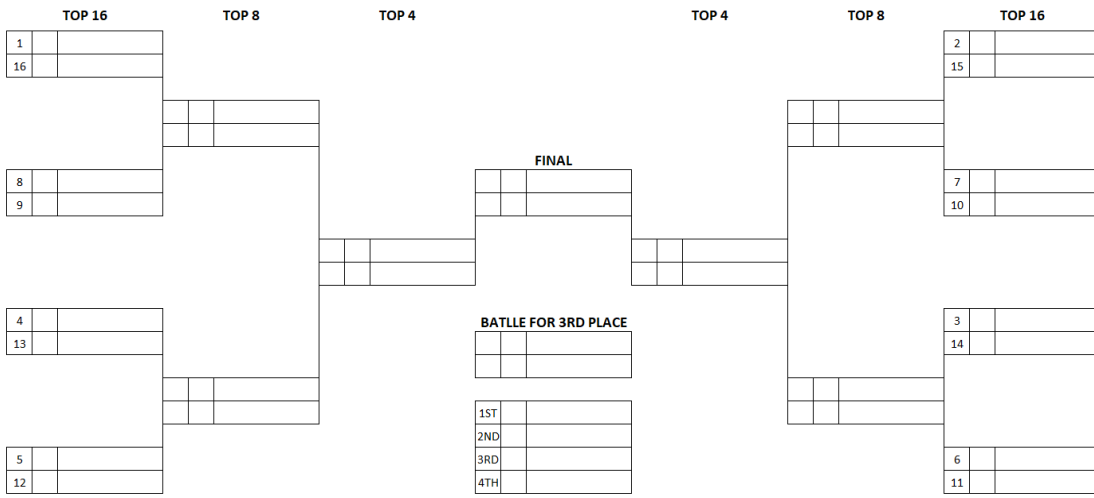 TOP 16 TOP 8 TOP 4 TOP 4 TOP 8 TOP 16
1 2
16 15
FINAL
8 7
9 10
4 3
BATLLE FOR 3RD PLACE
13 14
1ST
2ND
5 3RD 6
12 4TH 11